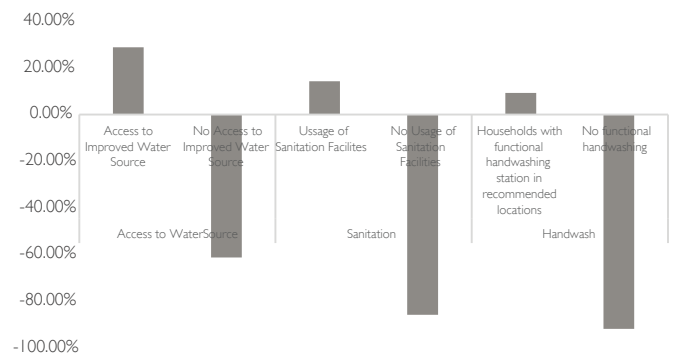 40.00%
20.00%
0.00%
-20.00%
-40.00%
-60.00%
-80.00%
-100.00%
Access to
Improved Water
Source
No Access to
Improved Water
Source
Ussage of
Sanitation Facilites
No Usage of
Sanitation
Facilities
Households with
functional
handwashing
station in
recommended
locations
No functional
handwashing
Access to WaterSource
Sanitation
Handwash